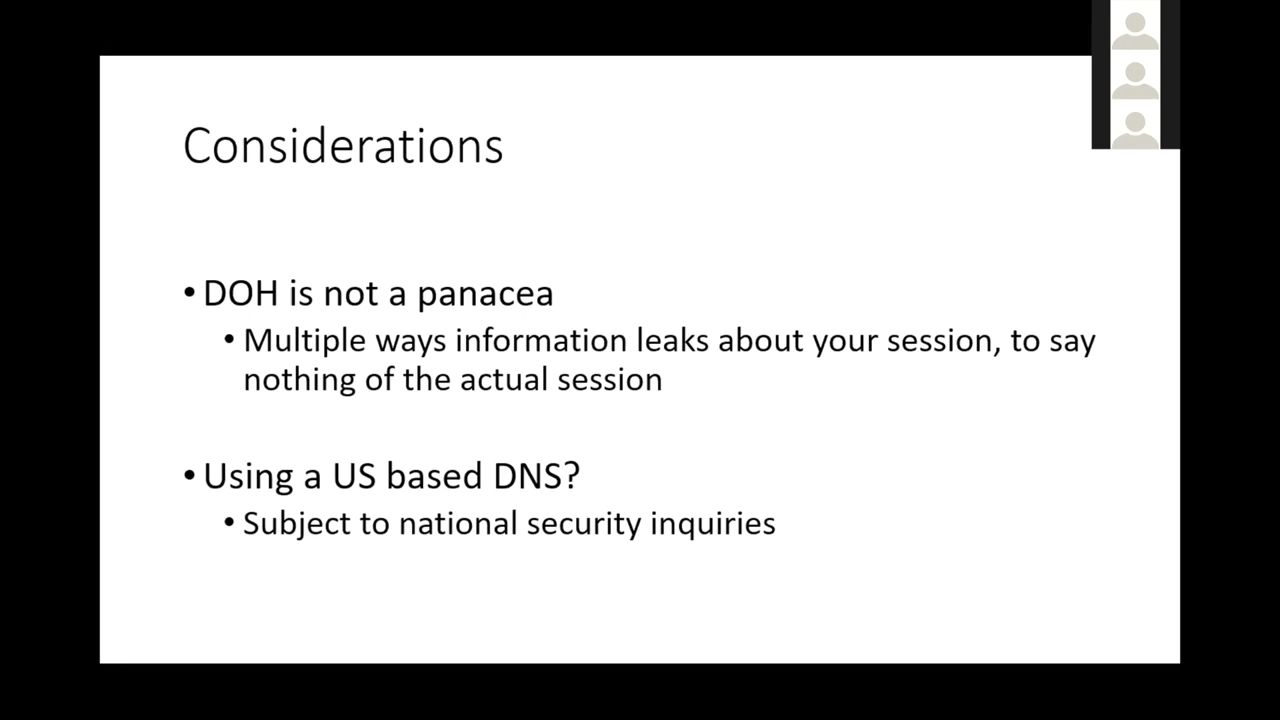 Considerations
• DOH is not a panacea
• Multiple ways information leaks about your session, to say
nothing of the actual session
• Using a US based DNS?
• Subject to national security inquiries